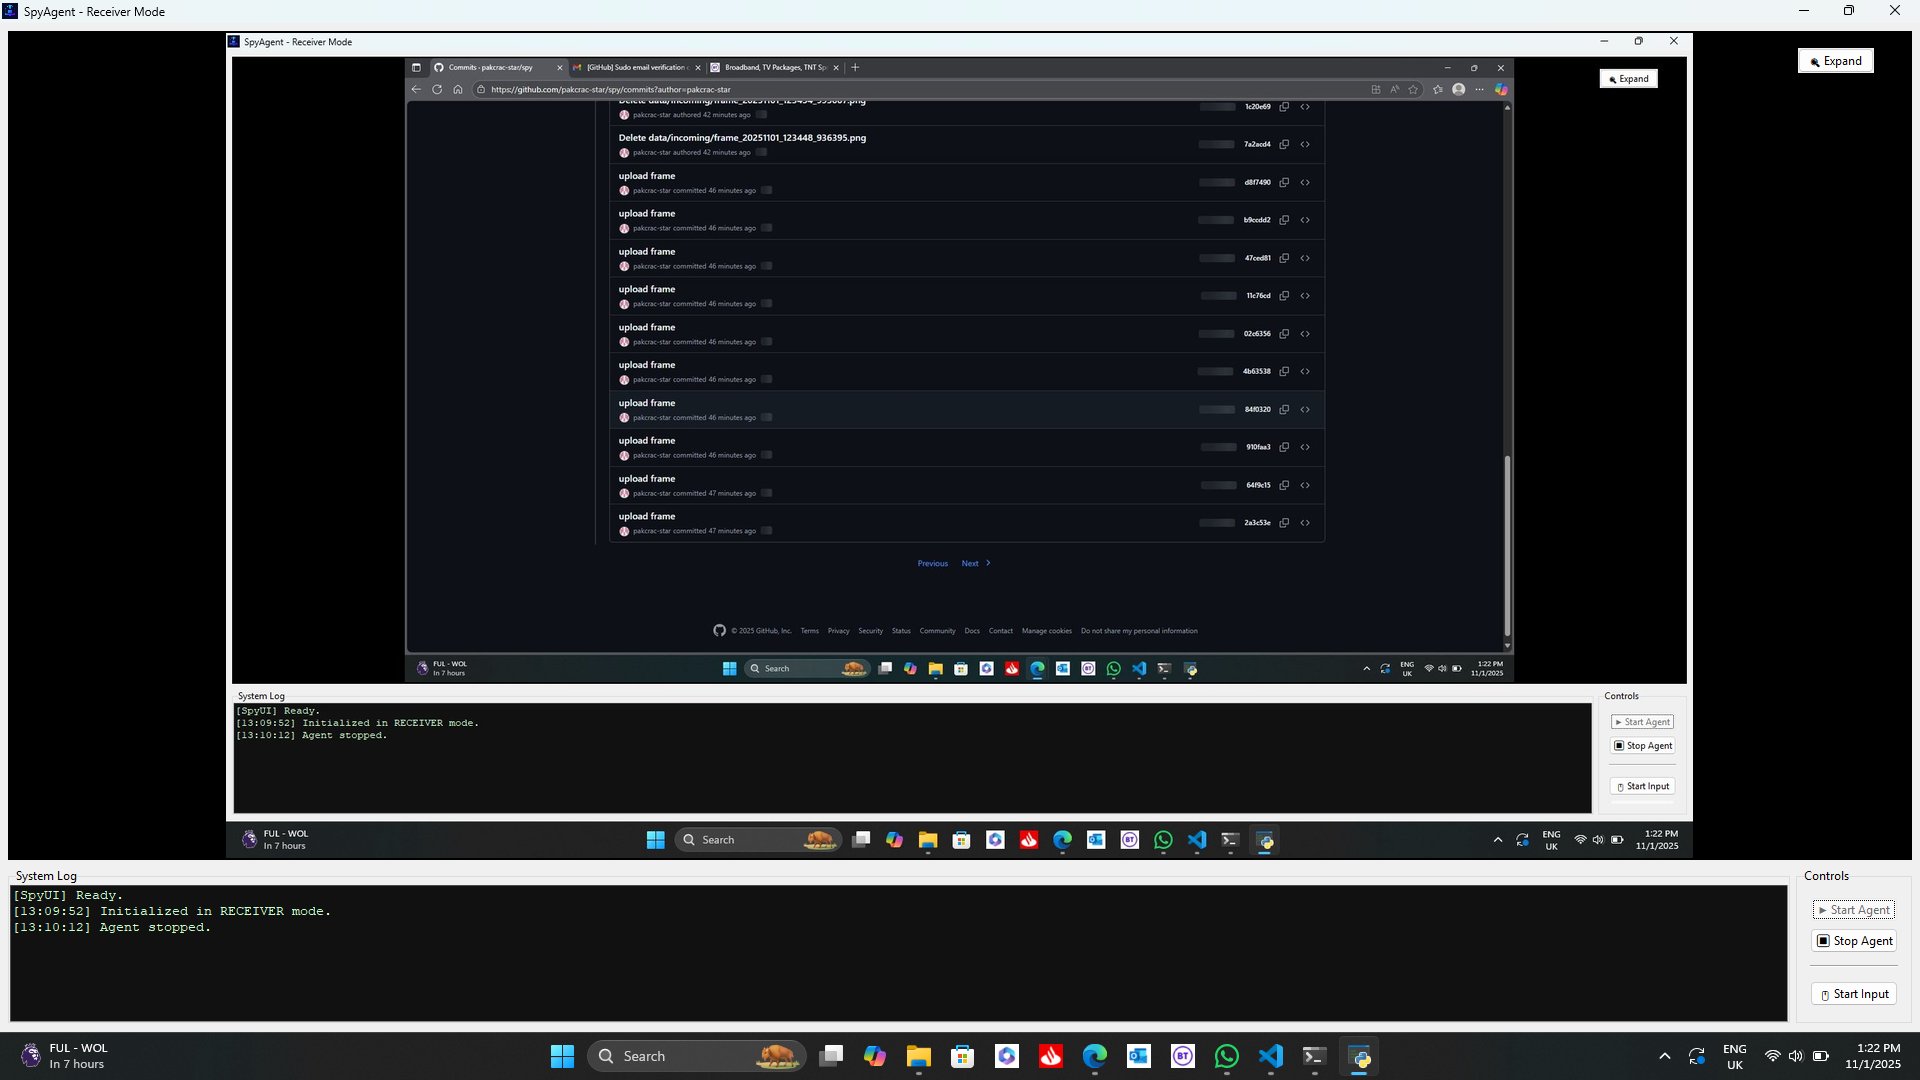 SpyAgent - Receiver Mode
Expand
SpyAgent - Receiver Mode
Expand
Commits · pakcrac-star/spy
[GitHub] Sudo email verification c
Broadband, TV Packages, TNT Sp
https://github.com/pakcrac-star/spy/commits?author=pakcrac-star
1c20e69
pakcrac-star authored 42 minutes ago
Delete data/incoming/frame_20251101_123448_936395.png
7a2acd4
pakcrac-star authored 42 minutes ago
upload frame
d8f7490
pakcrac-star committed 46 minutes ago
upload frame
b9ccdd2
pakcrac-star committed 46 minutes ago
upload frame
47ced81
pakcrac-star committed 46 minutes ago
upload frame
11c76cd
pakcrac-star committed 46 minutes ago
upload frame
02c6356
pakcrac-star committed 46 minutes ago
upload frame
4b63538
pakcrac-star committed 46 minutes ago
upload frame
84f0320
pakcrac-star committed 46 minutes ago
upload frame
910faa3
pakcrac-star committed 46 minutes ago
upload frame
64f9c15
pakcrac-star committed 47 minutes ago
upload frame
2a3c53e
pakcrac-star committed 47 minutes ago
Previous Next
© 2025 GitHub, Inc. Terms Privacy Security Status Community Docs Contact Manage cookies Do not share my personal information
FUL - WOL
In 7 hours
Search
ENG
UK
1:22 PM
11/1/2025
System Log
[SpyUI] Ready.
[13:09:52] Initialized in RECEIVER mode.
[13:10:12] Agent stopped.
Controls
Start Agent
Stop Agent
Start Input
FUL - WOL
In 7 hours
Search
BT
ENG
UK
1:22 PM
11/1/2025
System Log
[SpyUI] Ready.
[13:09:52] Initialized in RECEIVER mode.
[13:10:12] Agent stopped.
Controls
Start Agent
Stop Agent
Start Input
FUL - WOL
In 7 hours
Search
BT
ENG
UK
1:22 PM
11/1/2025